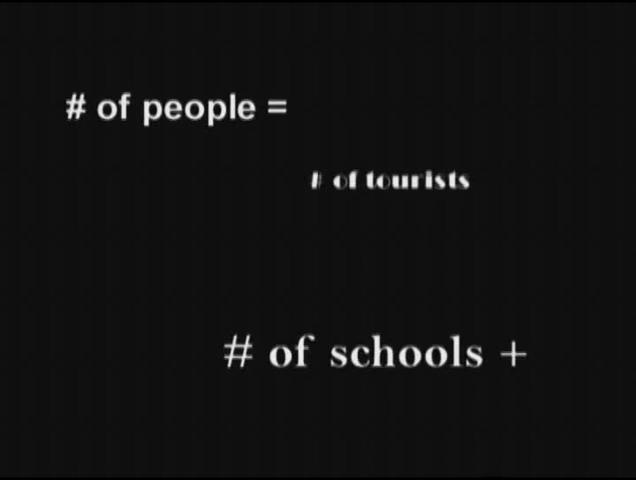 # of people =
# of tourists
# of schools +